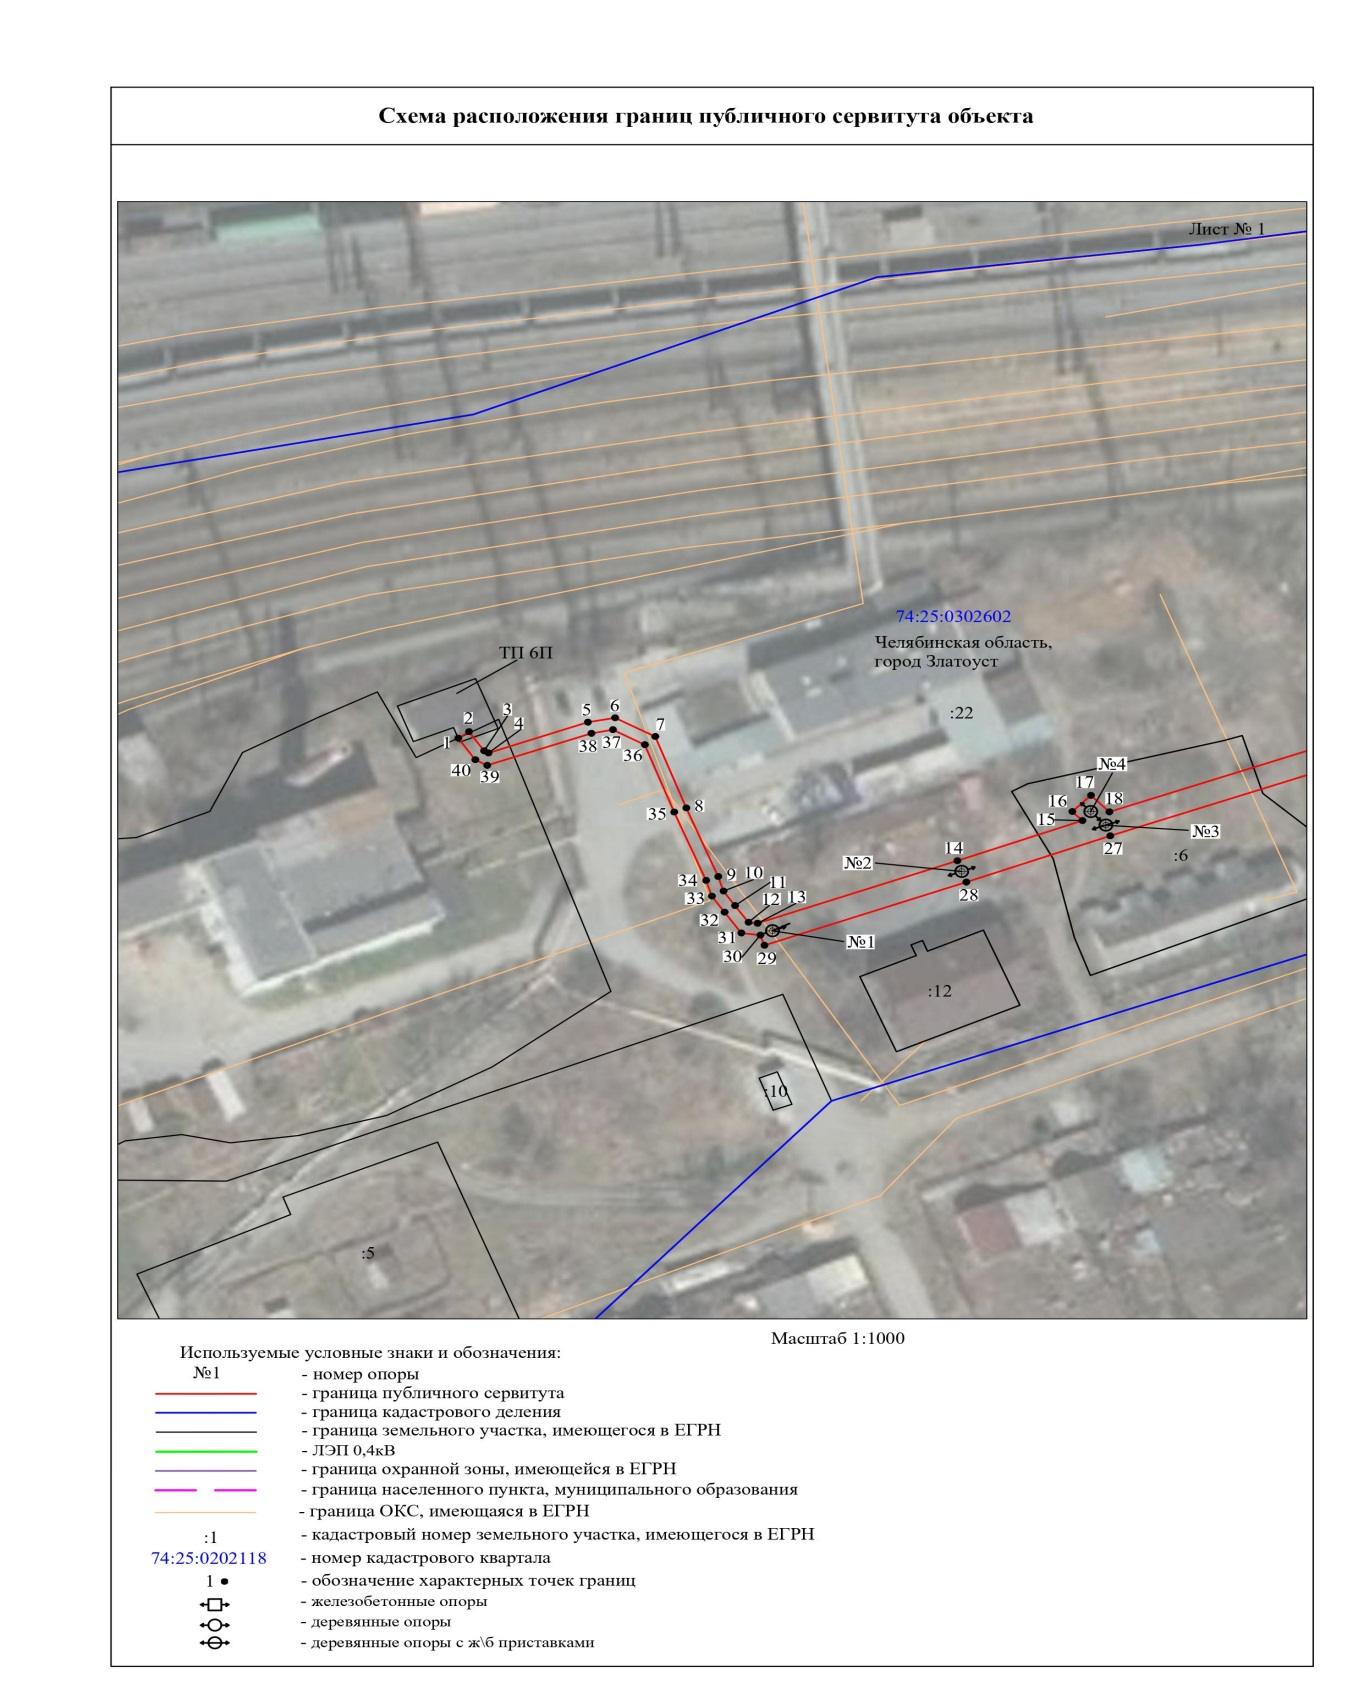 Схема расположения границ публичного сервитута объекта
Лист № 1
74:25:0302602
Челябинская область,
город Златоуст
ТП 6П
:22
1
2
3
4
5
6
7
8
9
10
11
12
13
14
15
16
17
18
27
28
29
30
31
32
33
34
35
36
37
38
39
40
№4
№3
№2
№1
:6
:12
:10
:5
Масштаб 1:1000
Используемые условные знаки и обозначения:
№1 - номер опоры
- граница публичного сервитута
- граница кадастрового деления
- граница земельного участка, имеющегося в ЕГРН
- ЛЭП 0,4кВ
- граница охранной зоны, имеющейся в ЕГРН
- граница населенного пункта, муниципального образования
- граница ОКС, имеющаяся в ЕГРН
:1 - кадастровый номер земельного участка, имеющегося в ЕГРН
74:25:0202118 - номер кадастрового квартала
1 - обозначение характерных точек границ
- железобетонные опоры
- деревянные опоры
- деревянные опоры с ж\б приставками